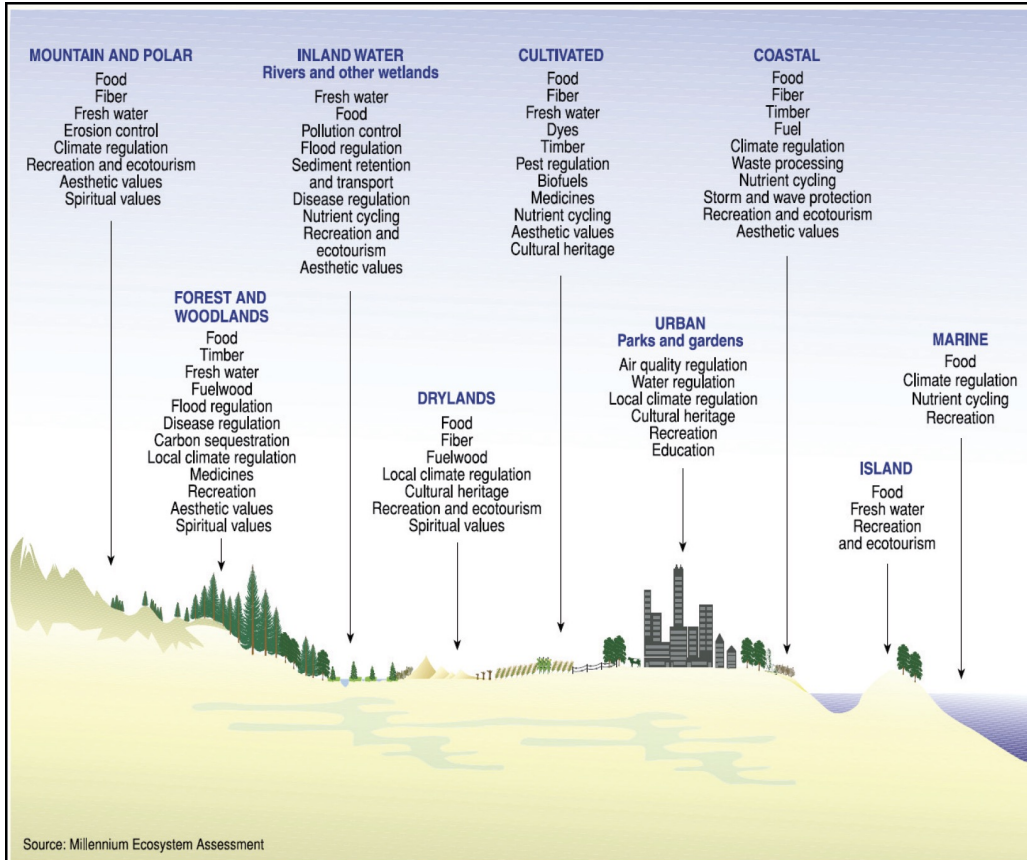 MOUNTAIN AND POLAR
Food
Fiber
Fresh water
Erosion control
Climate regulation
Recreation and ecotourism
Aesthetic values
Spiritual values
FOREST AND
WOODLANDS
Food
Timber
Fresh water
Fuelwood
Flood regulation
Disease regulation
Carbon sequestration
Local climate regulation
Medicines
Recreation
Aesthetic values
Spiritual values
INLAND WATER
Rivers and other wetlands
Fresh water
Food
Pollution control
Flood regulation
Sediment retention
and transport
Disease regulation
Nutrient cycling
Recreation and
ecotourism
Aesthetic values
DRYLANDS
Food
Fiber
Fuelwood
Local climate regulation
Cultural heritage
Recreation and ecotourism
Spiritual values
CULTIVATED
Food
Fiber
Fresh water
Dyes
Timber
Pest regulation
Biofuels
Medicines
Nutrient cycling
Aesthetic values
Cultural heritage
URBAN
Parks and gardens
Air quality regulation
Water regulation
Local climate regulation
Cultural heritage
Recreation
Education
COASTAL
Food
Fiber
Timber
Fuel
Climate regulation
Waste processing
Nutrient cycling
Storm and wave protection
Recreation and ecotourism
Aesthetic values
ISLAND
Food
Fresh water
Recreation
and ecotourism
MARINE
Food
Climate regulation
Nutrient cycling
Recreation
Source: Millennium Ecosystem Assessment